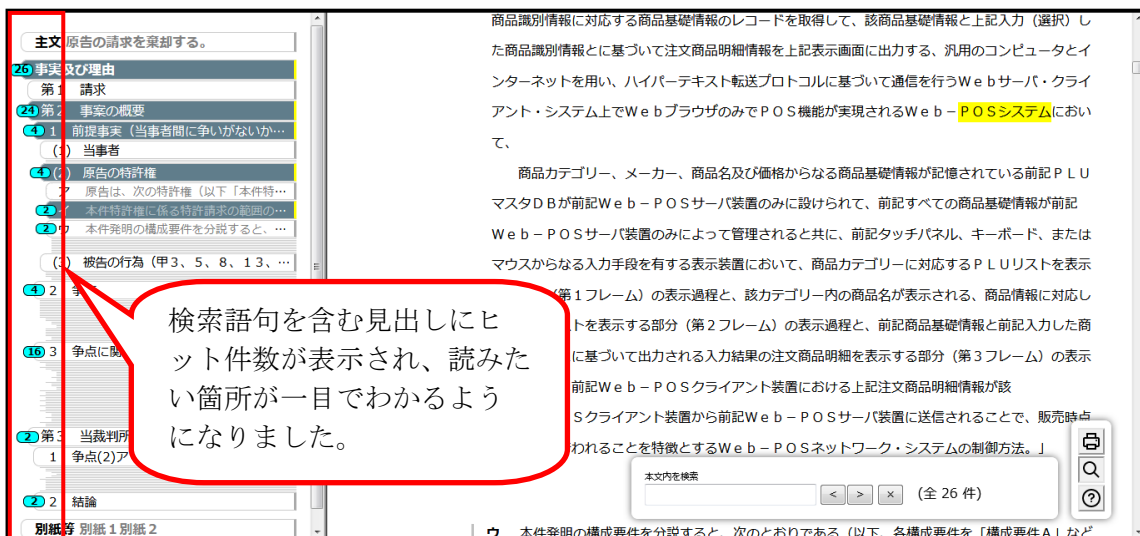 主文 原告の請求を棄却する。
26 事実及び理由
第1 請求
24 第2 事案の概要
4 1 前提事実（当事者間に争いがないか…
(1) 当事者
4 (2) 原告の特許権
ア 原告は、次の特許権（以下「本件特…
2 イ 本件特許権に係る特許請求の範囲の…
2 ウ 本件発明の構成要件を分説すると、…
(3) 被告の行為（甲３、５、８、１３、…
4 2 争
16 3 争点に関
2 第3 当裁判所
1 争点(2)ア
2 2 結論
別紙等 別紙１別紙２
検索語句を含む見出しにヒ
ット件数が表示され、読みた
い箇所が一目でわかるよう
になりました。
商品識別情報に対応する商品基礎情報のレコードを取得して、該商品基礎情報と上記入力（選択）し
た商品識別情報とに基づいて注文商品明細情報を上記表示画面に出力する、汎用のコンピュータとイ
ンターネットを用い、ハイパーテキスト転送プロトコルに基づいて通信を行うＷｅｂサーバ・クライ
アント・システム上でＷｅｂブラウザのみでＰＯＳ機能が実現されるＷｅｂ－ＰＯＳシステムにおい
て、
商品カテゴリー、メーカー、商品名及び価格からなる商品基礎情報が記憶されている前記ＰＬＵ
マスタＤＢが前記Ｗｅｂ－ＰＯＳサーバ装置のみに設けられて、前記すべての商品基礎情報が前記
Ｗｅｂ－ＰＯＳサーバ装置のみによって管理されると共に、前記タッチパネル、キーボード、または
マウスからなる入力手段を有する表示装置において、商品カテゴリーに対応するＰＬＵリストを表示
（第１フレーム）の表示過程と、該カテゴリー内の商品名が表示される、商品情報に対応し
トを表示する部分（第２フレーム）の表示過程と、前記商品基礎情報と前記入力した商
に基づいて出力される入力結果の注文商品明細を表示する部分（第３フレーム）の表示
前記Ｗｅｂ－ＰＯＳクライアント装置における上記注文商品明細情報が該
Ｓクライアント装置から前記Ｗｅｂ－ＰＯＳサーバ装置に送信されることで、販売時点
われることを特徴とするＷｅｂ－ＰＯＳネットワーク・システムの制御方法。」
本文内を検索
< > × (全 26 件)
ウ 本件発明の構成要件を分説すると、次のとおりである（以下、各構成要件を「構成要件Ａ」など